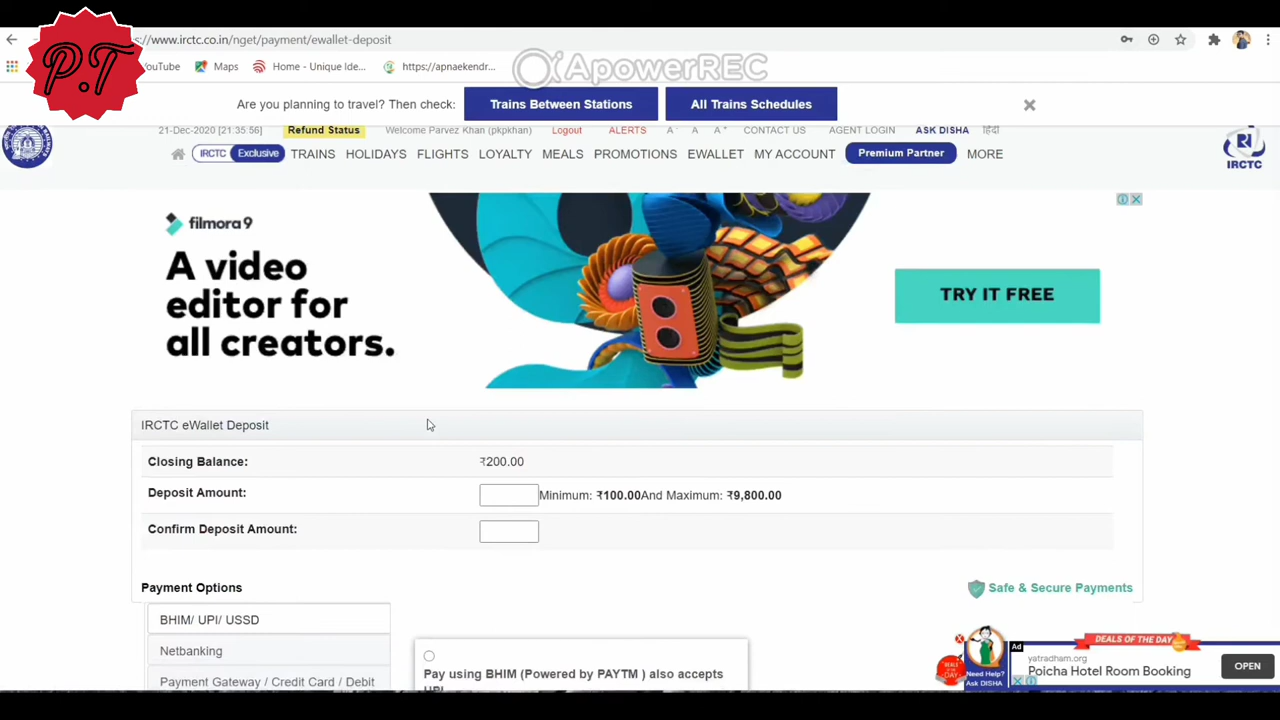 P.T
//www.irctc.co.in/nget/payment/ewallet-deposit
YouTube Maps Home - Unique Ide... https://apnaekendr...
ApowerREC
Are you planning to travel? Then check: Trains Between Stations All Trains Schedules
21-Dec-2020 [21:35:56] Refund Status Welcome Parvez Khan (pkpkhan) Logout ALERTS A- A A+ CONTACT US AGENT LOGIN ASK DISHA हिंदी
IRCTC Exclusive TRAINS HOLIDAYS FLIGHTS LOYALTY MEALS PROMOTIONS EWALLET MY ACCOUNT Premium Partner MORE
IRCTC
filmora9
A video
editor for
all creators.
TRY IT FREE
IRCTC eWallet Deposit
Closing Balance: ₹200.00
Deposit Amount: Minimum: ₹100.00And Maximum: ₹9,800.00
Confirm Deposit Amount:
Payment Options
Safe & Secure Payments
BHIM/ UPI/ USSD
Netbanking
Payment Gateway / Credit Card / Debit
Pay using BHIM (Powered by PAYTM ) also accepts
UPI
DEALS OF THE DAY
Ad
yatradham.org
Poicha Hotel Room Booking
OPEN
DEALS
OF THE
DAY
Need Help?
Ask DISHA